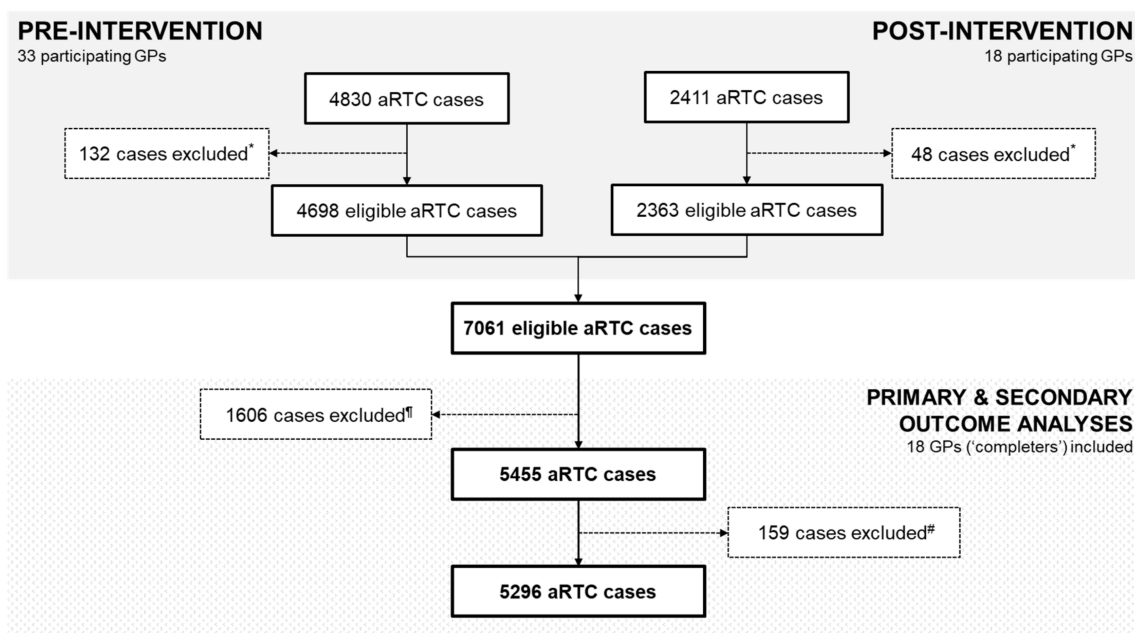 PRE-INTERVENTION
33 participating GPs
POST-INTERVENTION
18 participating GPs
4830 aRTC cases
2411 aRTC cases
132 cases excluded*
48 cases excluded*
4698 eligible aRTC cases
2363 eligible aRTC cases
7061 eligible aRTC cases
1606 cases excluded¶
PRIMARY & SECONDARY
OUTCOME ANALYSES
18 GPs (‘completers’) included
5455 aRTC cases
159 cases excluded#
5296 aRTC cases